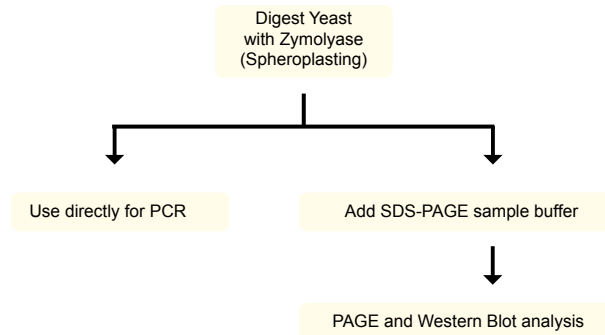 Digest Yeast
with Zymolyase
(Spheroplasting)
Use directly for PCR
Add SDS-PAGE sample buffer
PAGE and Western Blot analysis